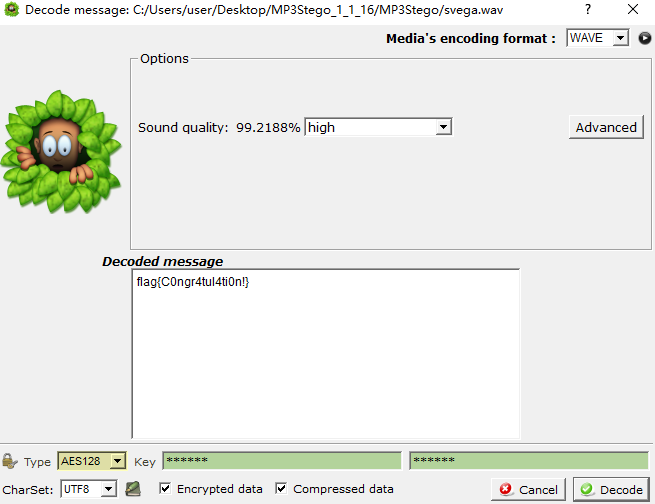 Decode message: C:/Users/user/Desktop/MP3Stego_1_1_16/MP3Stego/svega.wav ?
Media's encoding format : WAVE
Options
Sound quality: 99.2188% high Advanced
Decoded message
flag{C0ngr4tul4ti0n!}
Type AES128 Key ****** ******
CharSet: UTF8 Encrypted data Compressed data Cancel Decode